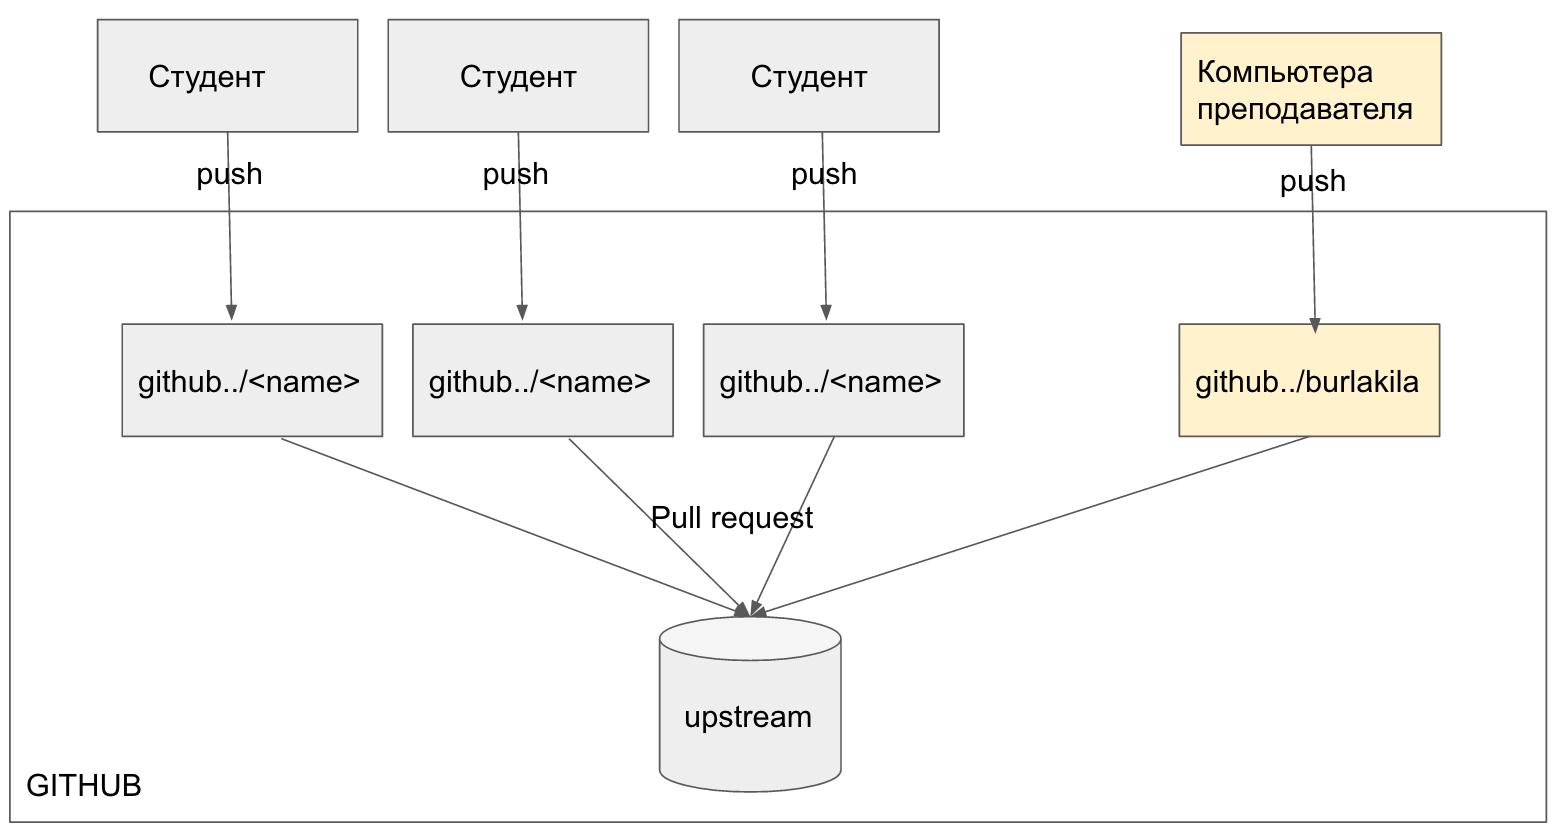 Студент
Студент
Студент
Компьютера
преподавателя
push
push
push
push
github../<name>
github../<name>
github../<name>
github../burlakila
Pull request
upstream
GITHUB